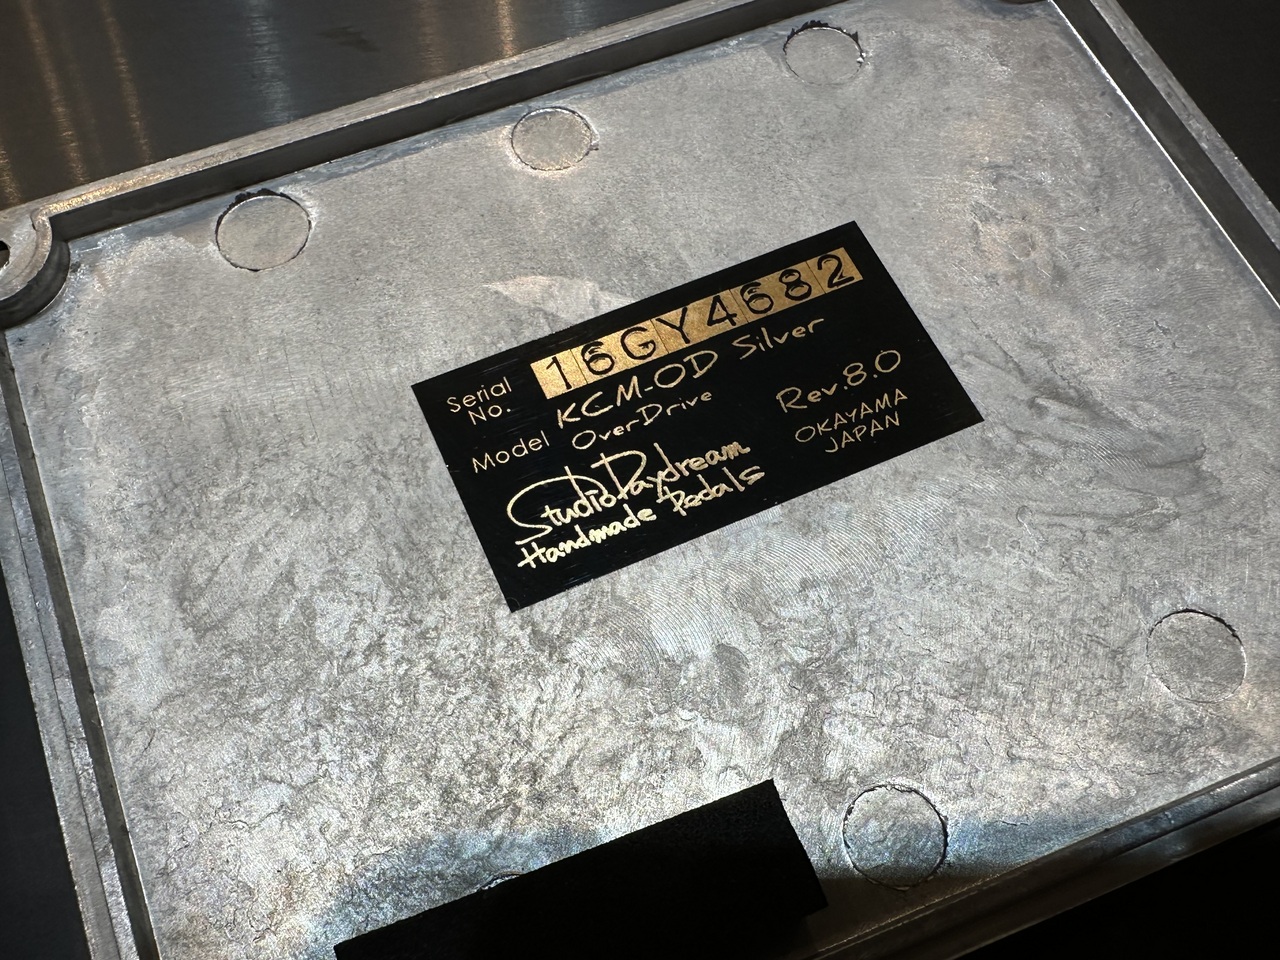 Serial No. 16GY4682
Model KCM-OD Silver
OverDrive
Rev.8.0
StudioDaydream
Handmade Pedals
OKAYAMA
JAPAN